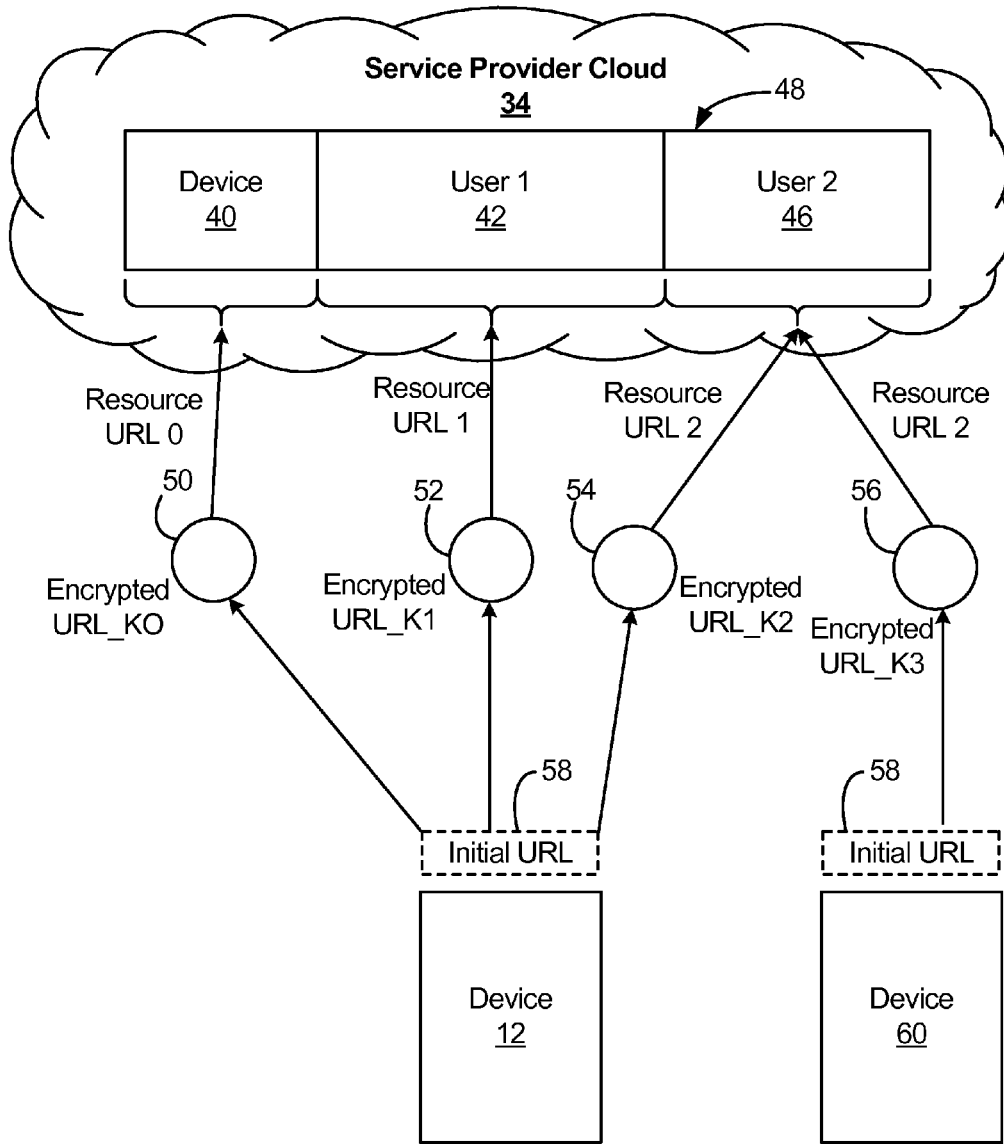 Service Provider Cloud
34
48
Device
40
User 1
42
User 2
46
Resource
URL 0
Resource
URL 1
Resource
URL 2
Resource
URL 2
50
52
54
56
Encrypted
URL_KO
Encrypted
URL_K1
Encrypted
URL_K2
Encrypted
URL_K3
58
58
Initial URL
Initial URL
Device
12
Device
60